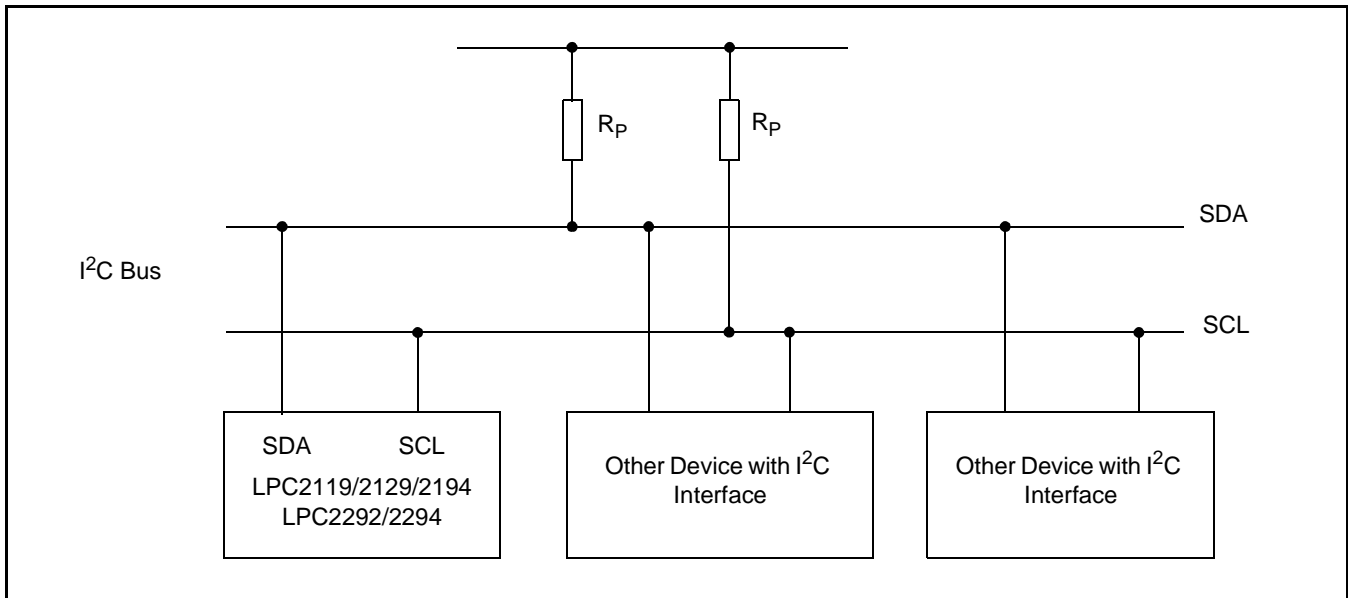 R_P
R_P
SDA
I²C Bus
SCL
SDA SCL
LPC2119/2129/2194
LPC2292/2294
Other Device with I²C
Interface
Other Device with I²C
Interface